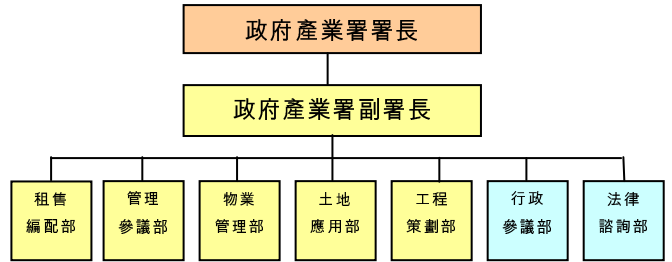 政府產業署署長
政府產業署副署長
租售
編配部
管理
參議部
物業
管理部
土地
應用部
工程
策劃部
行政
參議部
法律
諮詢部